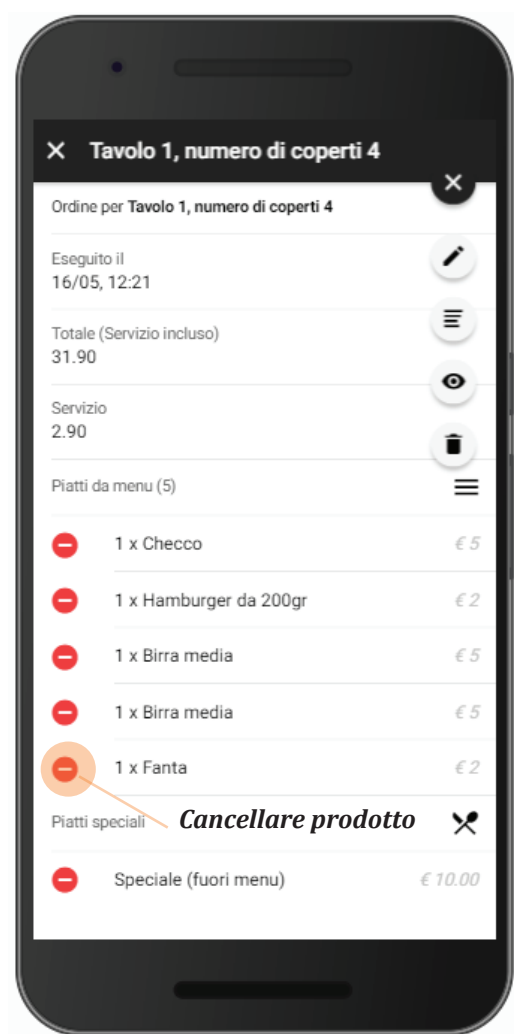 Tavolo 1, numero di coperti 4
Ordine per Tavolo 1, numero di coperti 4
Eseguito il
16/05, 12:21
Totale (Servizio incluso)
31.90
Servizio
2.90
Piatti da menu (5)
1 x Checco € 5
1 x Hamburger da 200gr € 2
1 x Birra media € 5
1 x Birra media € 5
1 x Fanta € 2
Piatti speciali Cancellare prodotto
Speciale (fuori menu) € 10.00